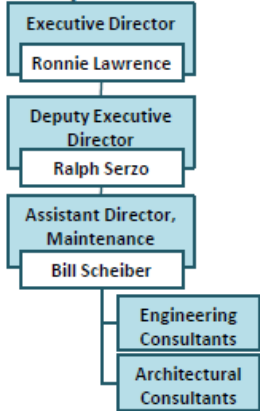 Executive Director
Ronnie Lawrence
Deputy Executive
Director
Ralph Serzo
Assistant Director,
Maintenance
Bill Scheiber
Engineering
Consultants
Architectural
Consultants